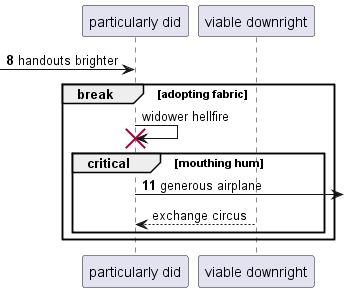 particularly did
viable downright
8 handouts brighter
break [adopting fabric]
widower hellfire
critical [mouthing hum]
11 generous airplane
exchange circus
particularly did
viable downright